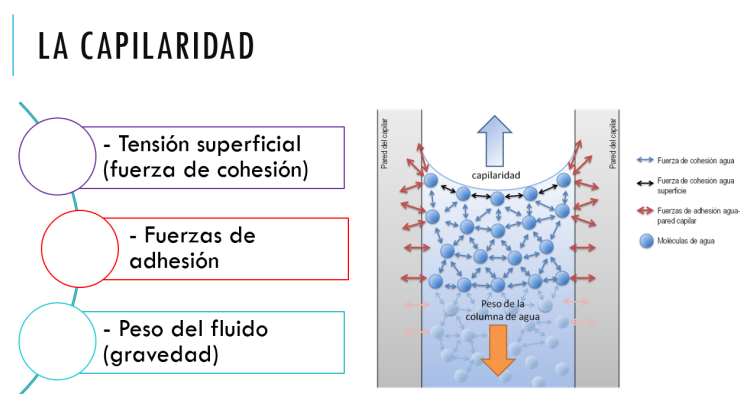 LA CAPILARIDAD
- Tensión superficial
(fuerza de cohesión)
- Fuerzas de
adhesión
- Peso del fluido
(gravedad)
Pared del capilar
capilaridad
Peso de la
columna de agua
Pared del capilar
Fuerza de cohesión agua
Fuerza de cohesión agua
superficie
Fuerzas de adhesión agua-
pared capilar
Moléculas de agua